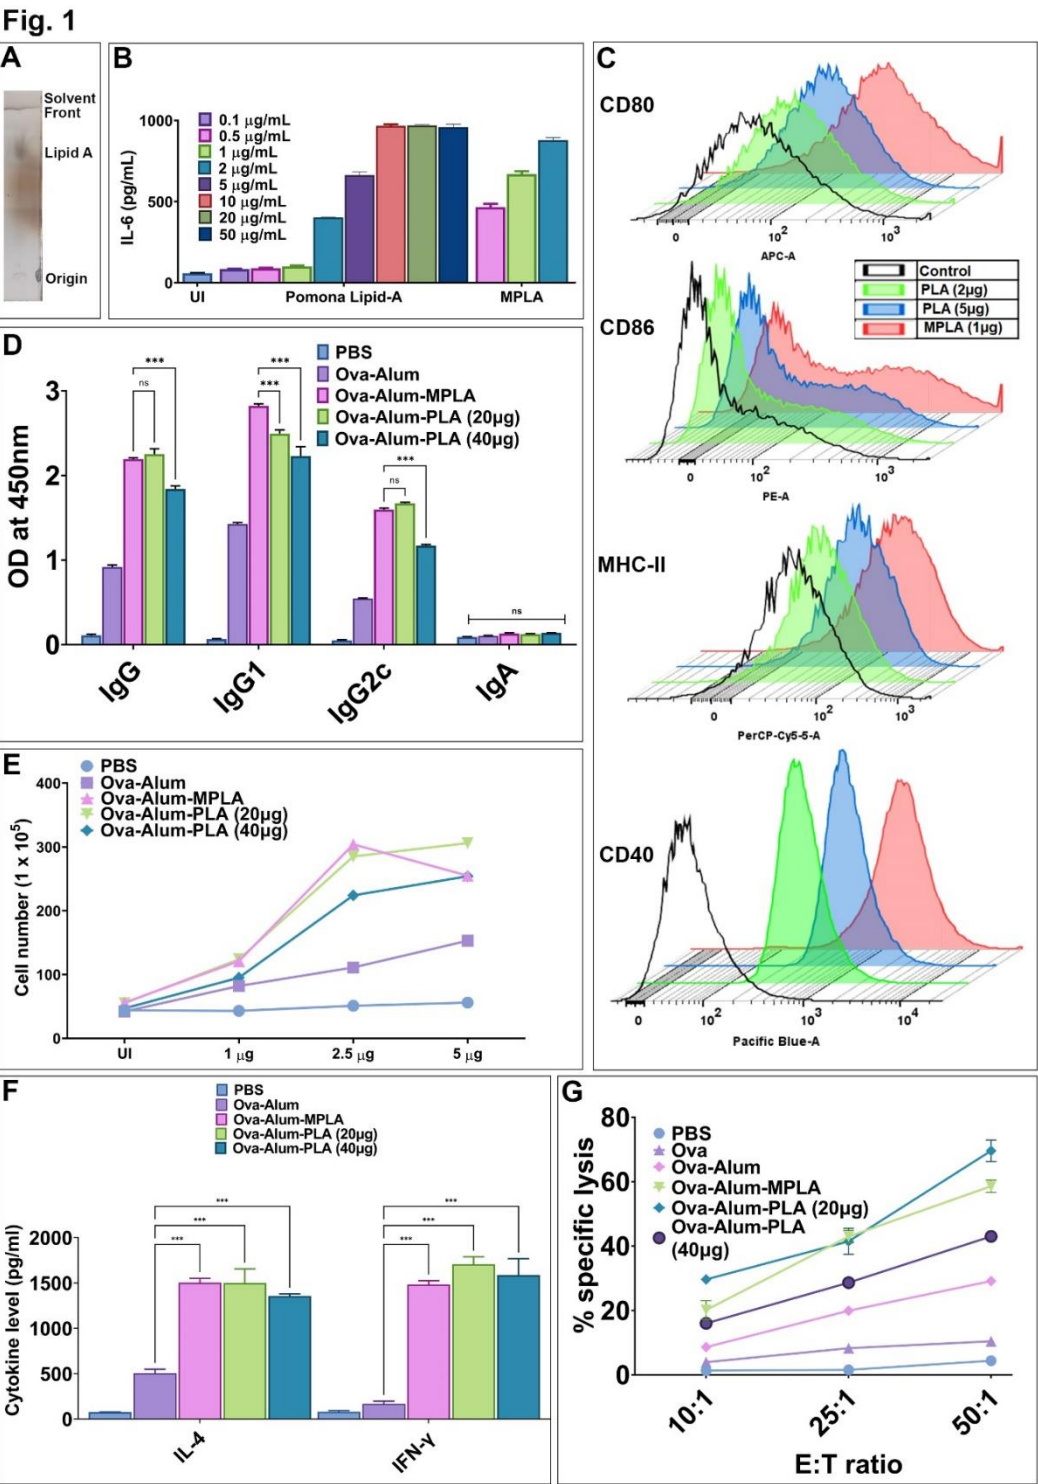 Fig. 1
A
Solvent
Front
Lipid A
Origin
B
IL-6 (pg/mL)
1000
500
0
0.1 µg/mL
0.5 µg/mL
1 µg/mL
2 µg/mL
5 µg/mL
10 µg/mL
20 µg/mL
50 µg/mL
UI
Pomona Lipid-A
MPLA
C
CD80
0
10²
10³
APC-A
Control
PLA (2µg)
PLA (5µg)
MPLA (1µg)
CD86
0
10²
10³
PE-A
MHC-II
0
10²
10³
PerCP-Cy5-5-A
CD40
0
10²
10³
10⁴
Pacific Blue-A
D
OD at 450nm
3
2
1
0
PBS
Ova-Alum
Ova-Alum-MPLA
Ova-Alum-PLA (20µg)
Ova-Alum-PLA (40µg)
***
ns
***
***
***
ns
ns
IgG
IgG1
IgG2c
IgA
E
PBS
Ova-Alum
Ova-Alum-MPLA
Ova-Alum-PLA (20µg)
Ova-Alum-PLA (40µg)
Cell number (1 x 10⁵)
400
300
200
100
0
UI
1 µg
2.5 µg
5 µg
F
PBS
Ova-Alum
Ova-Alum-MPLA
Ova-Alum-PLA (20µg)
Ova-Alum-PLA (40µg)
Cytokine level (pg/ml)
2000
1500
1000
500
0
***
***
***
***
***
***
IL-4
IFN-γ
G
% specific lysis
80
60
40
20
0
PBS
Ova
Ova-Alum
Ova-Alum-MPLA
Ova-Alum-PLA (20µg)
Ova-Alum-PLA
(40µg)
10:1
25:1
50:1
E:T ratio